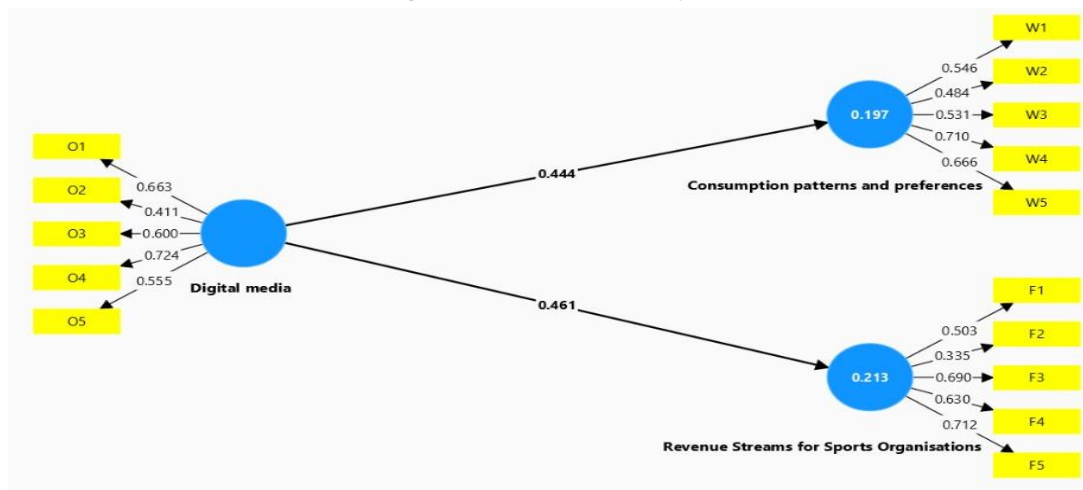 O1
O2
O3
O4
O5
0.663
0.411
0.600
0.724
0.555
Digital media
0.444
0.461
0.197
Consumption patterns and preferences
0.546
0.484
0.531
0.710
0.666
W1
W2
W3
W4
W5
0.213
Revenue Streams for Sports Organisations
0.503
0.335
0.690
0.630
0.712
F1
F2
F3
F4
F5